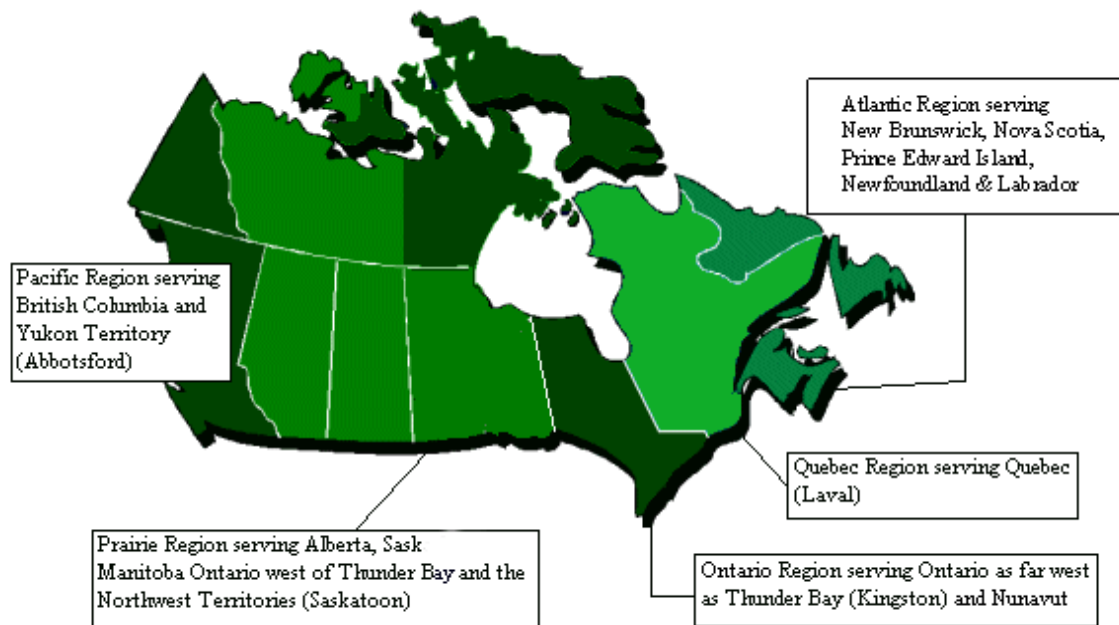 Atlantic Region serving
New Brunswick, Nova Scotia,
Prince Edward Island,
Newfoundland & Labrador
Pacific Region serving
British Columbia and
Yukon Territory
(Abbotsford)
Quebec Region serving Quebec
(Laval)
Prairie Region serving Alberta, Sask
Manitoba Ontario west of Thunder Bay and the
Northwest Territories (Saskatoon)
Ontario Region serving Ontario as far west
as Thunder Bay (Kingston) and Nunavut